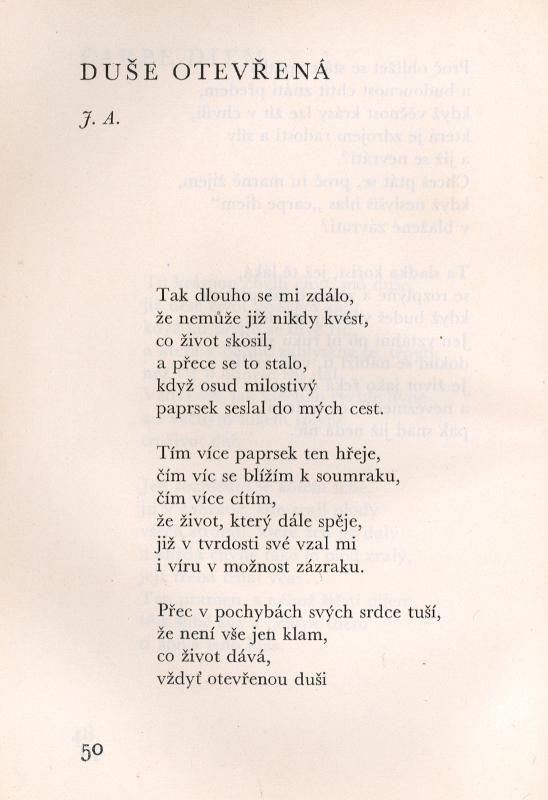 DUŠE OTEVŘENÁ
J. A.
Tak dlouho se mi zdálo,
že nemůže již nikdy kvést,
co život skosil,
a přece se to stalo,
když osud milostivý
paprsek seslal do mých cest.
Tím více paprsek ten hřeje,
čím víc se blížím k soumraku,
čím více cítím,
že život, který dále spěje,
již v tvrdosti své vzal mi
i víru v možnost zázraku.
Přec v pochybách svých srdce tuší,
že není vše jen klam,
co život dává,
vždyť otevřenou duši
50